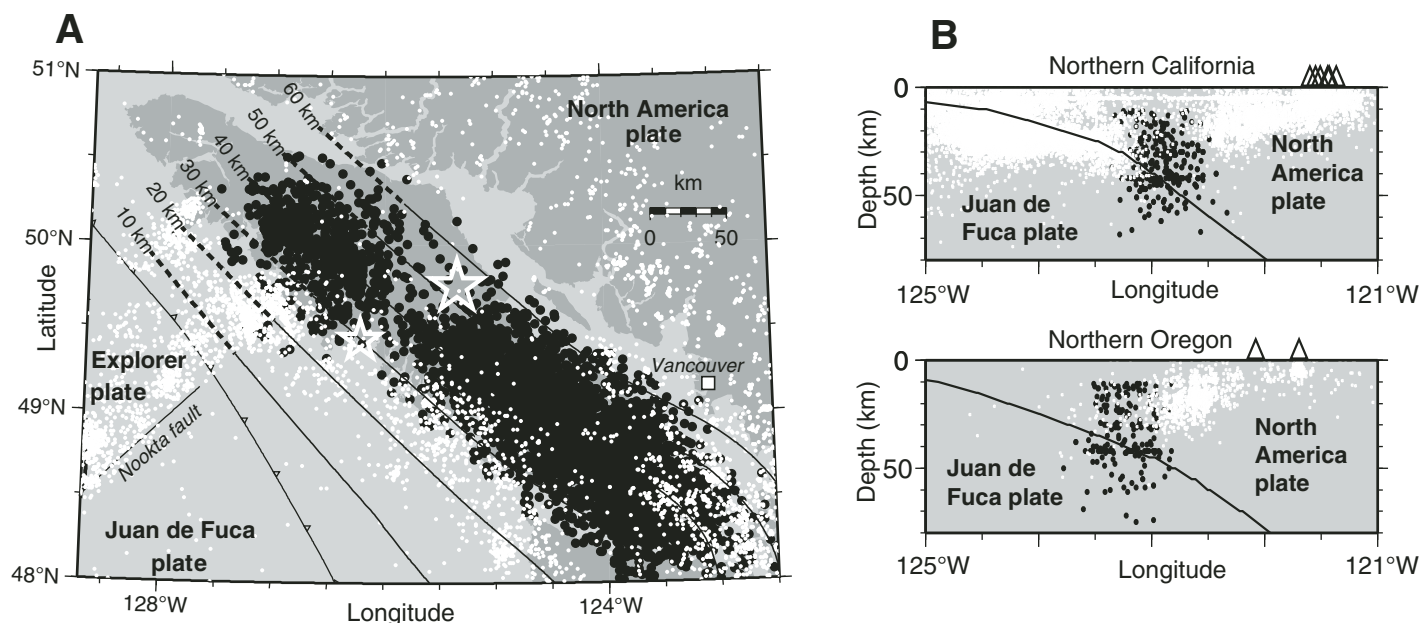 A
51°N
50°N
49°N
48°N
Latitude
128°W
124°W
Longitude
60 km
50 km
40 km
30 km
20 km
10 km
North America
plate
km
0 50
Vancouver
Explorer
plate
Nootka fault
Juan de Fuca
plate
B
Northern California
0
50
Depth (km)
Juan de
Fuca plate
North
America
plate
125°W
Longitude
121°W
Northern Oregon
0
50
Depth (km)
Juan de
Fuca plate
North
America
plate
125°W
Longitude
121°W